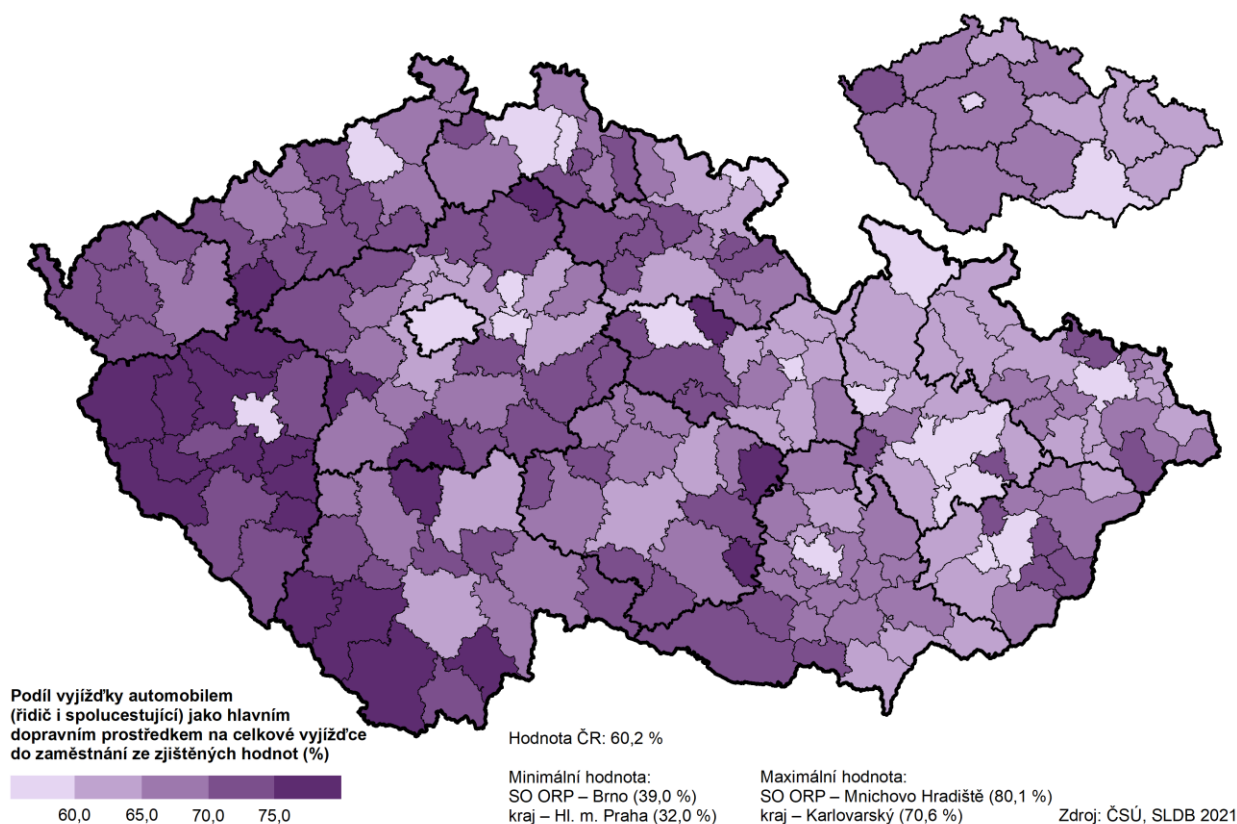 Podíl vyjížďky automobilem
(řidič i spolucestující) jako hlavním
dopravním prostředkem na celkové vyjížďce
do zaměstnání ze zjištěných hodnot (%)
60,0 65,0 70,0 75,0
Hodnota ČR: 60,2 %
Minimální hodnota:
SO ORP – Brno (39,0 %)
kraj – Hl. m. Praha (32,0 %)
Maximální hodnota:
SO ORP – Mnichovo Hradiště (80,1 %)
kraj – Karlovarský (70,6 %)
Zdroj: ČSÚ, SLDB 2021